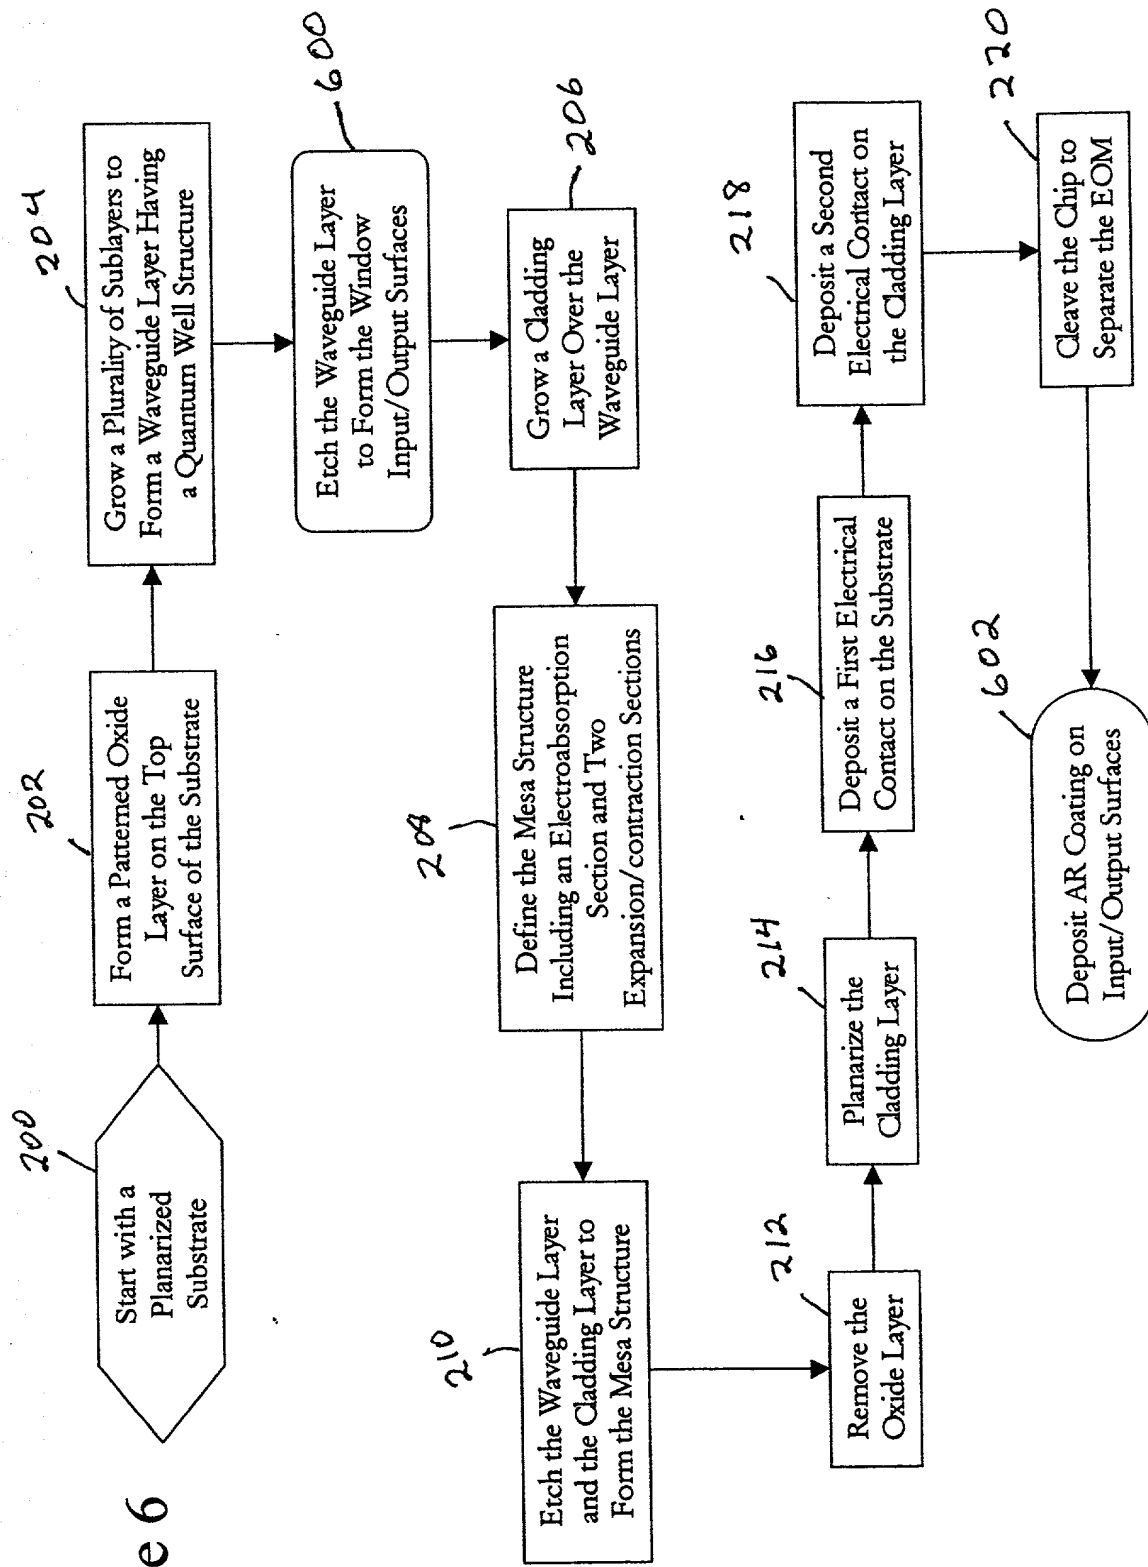 e 6
200
Start with a
Planarized
Substrate
202
Form a Patterned Oxide
Layer on the Top
Surface of the Substrate
204
Grow a Plurality of Sublayers to
Form a Waveguide Layer Having
a Quantum Well Structure
600
Etch the Waveguide Layer
to Form the Window
Input/Output Surfaces
206
Grow a Cladding
Layer Over the
Waveguide Layer
208
Define the Mesa Structure
Including an Electroabsorption
Section and Two
Expansion/contraction Sections
210
Etch the Waveguide Layer
and the Cladding Layer to
Form the Mesa Structure
212
Remove the
Oxide Layer
214
Planarize the
Cladding Layer
216
Deposit a First Electrical
Contact on the Substrate
218
Deposit a Second
Electrical Contact on
the Cladding Layer
220
Cleave the Chip to
Separate the EOM
602
Deposit AR Coating on
Input/Output Surfaces